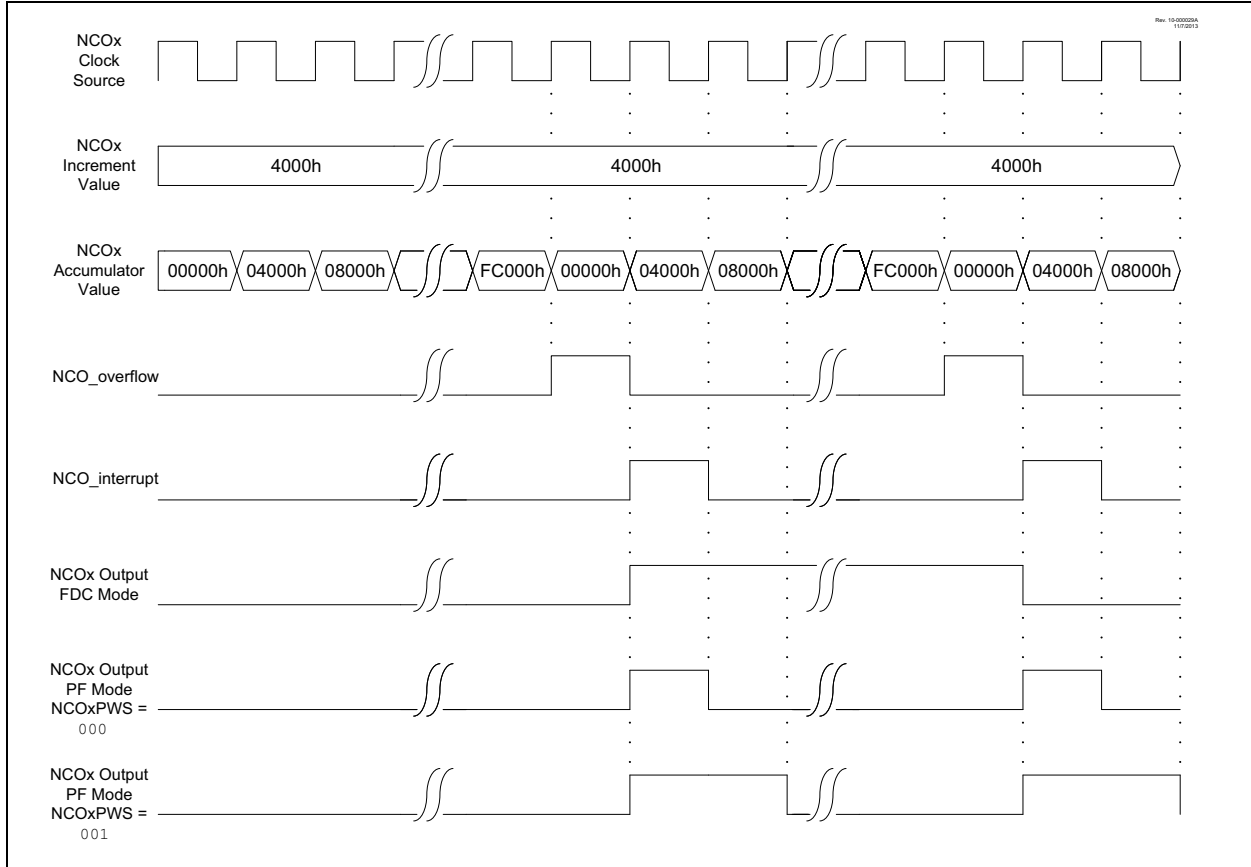 Rev. 10-000029A
11/7/2013
NCOx
Clock
Source
NCOx
Increment
Value
4000h
4000h
4000h
NCOx
Accumulator
Value
00000h
04000h
08000h
FC000h
00000h
04000h
08000h
FC000h
00000h
04000h
08000h
NCO_overflow
NCO_interrupt
NCOx Output
FDC Mode
NCOx Output
PF Mode
NCOxPWS =
000
NCOx Output
PF Mode
NCOxPWS =
001